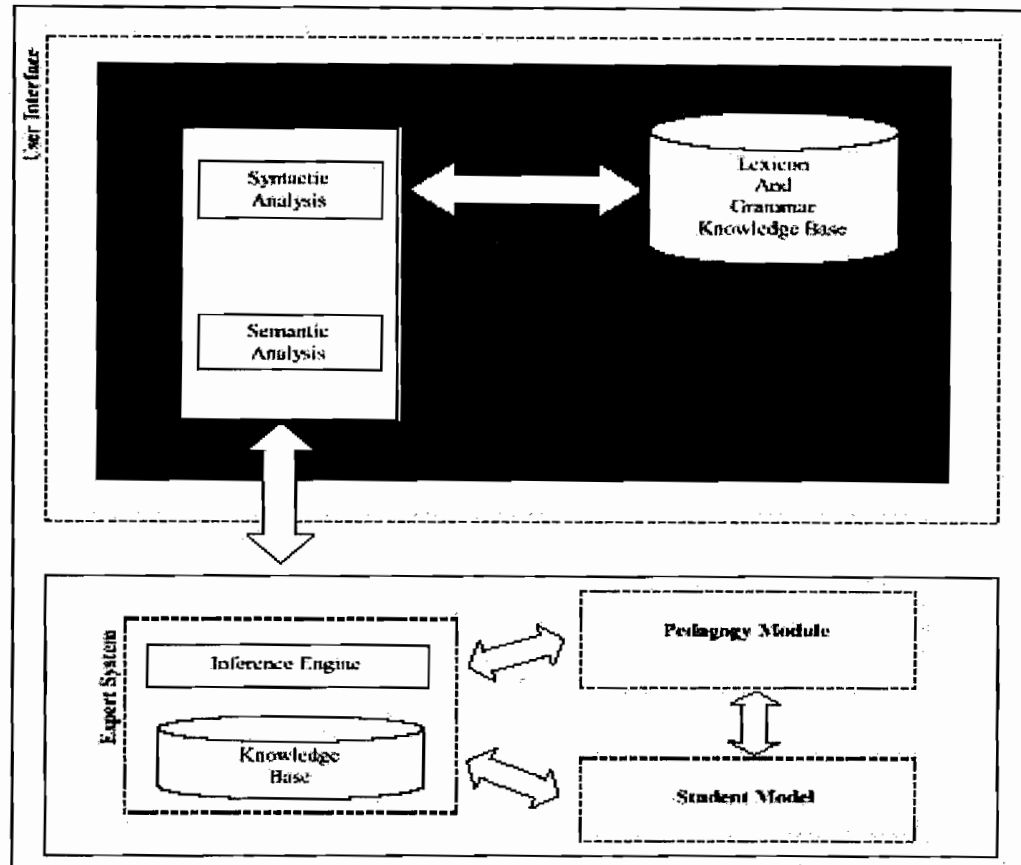 User Interface
Syntactic
Analysis
Lexicon
And
Grammar
Knowledge Base
Semantic
Analysis
Expert System
Inference Engine
Knowledge
Base
Pedagogy Module
Student Model